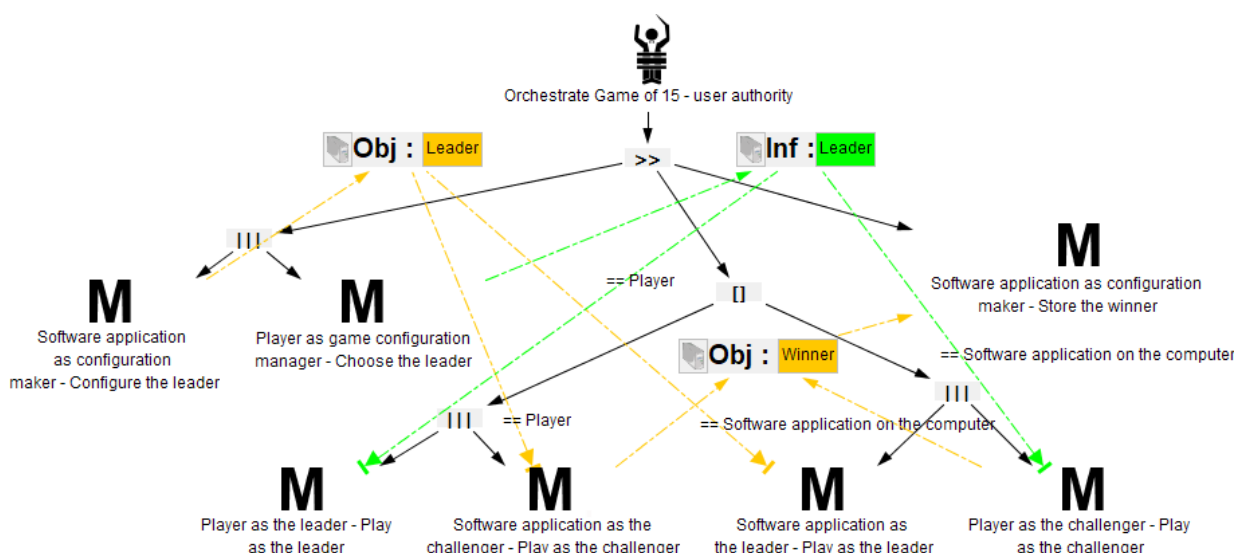 Orchestrate Game of 15 - user authority
Obj : Leader
Inf : Leader
>>
|||
== Player
[]
M
Software application
as configuration
maker - Configure the leader
M
Player as game configuration
manager - Choose the leader
M
Software application as configuration
maker - Store the winner
Obj : Winner
== Software application on the computer
|||
|||
== Player
== Software application on the computer
M
Player as the leader - Play
as the leader
M
Software application as the
challenger - Play as the challenger
M
Software application as
the leader - Play as the leader
M
Player as the challenger - Play
as the challenger